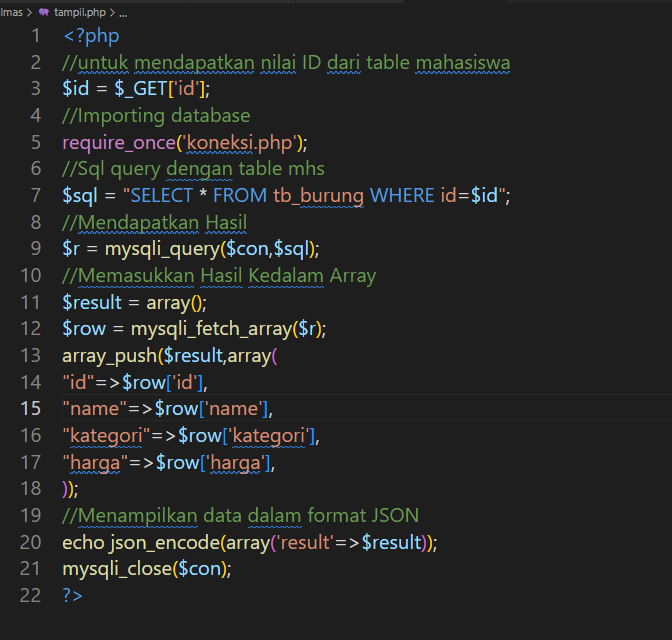 lmas > tampil.php > ...
1 <?php
2 //untuk mendapatkan nilai ID dari table mahasiswa
3 $id = $_GET['id'];
4 //Importing database
5 require_once('koneksi.php');
6 //Sql query dengan table mhs
7 $sql = "SELECT * FROM tb_burung WHERE id=$id";
8 //Mendapatkan Hasil
9 $r = mysqli_query($con,$sql);
10 //Memasukkan Hasil Kedalam Array
11 $result = array();
12 $row = mysqli_fetch_array($r);
13 array_push($result,array(
14 "id"=>$row['id'],
15 "name"=>$row['name'],
16 "kategori"=>$row['kategori'],
17 "harga"=>$row['harga'],
18 ));
19 //Menampilkan data dalam format JSON
20 echo json_encode(array('result'=>$result));
21 mysqli_close($con);
22 ?>